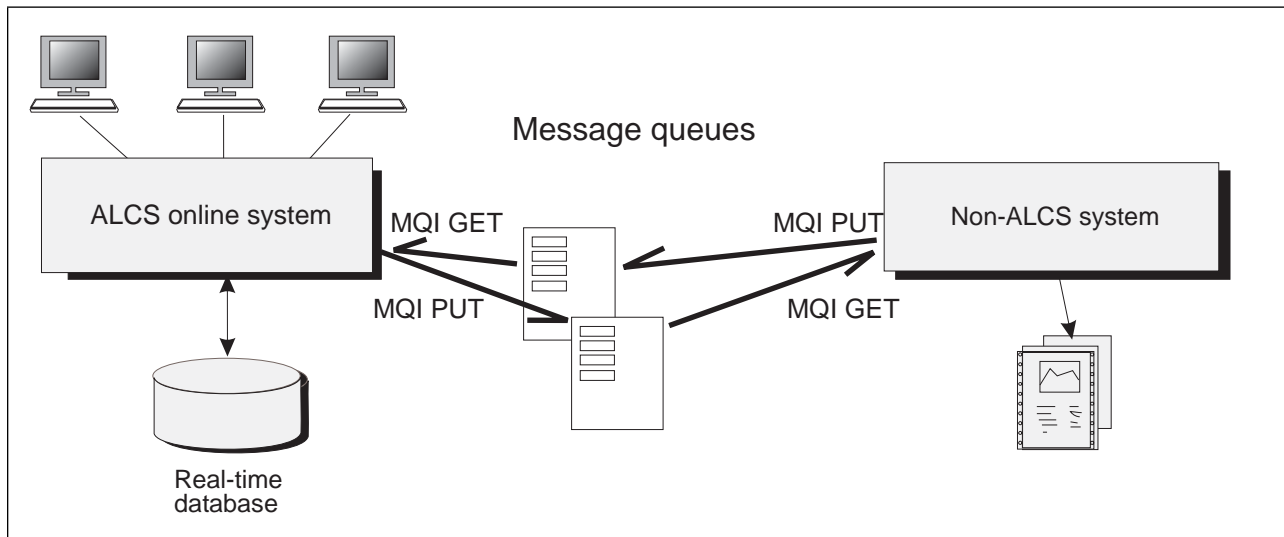 Message queues
ALCS online system
Non-ALCS system
MQI GET
MQI PUT
MQI PUT
MQI GET
Real-time
database